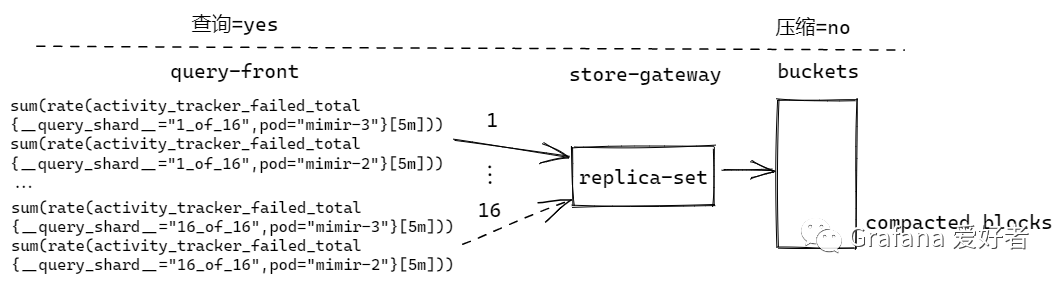 查询=yes
压缩=no
query-front
store-gateway
buckets
sum(rate(activity_tracker_failed_total
{__query_shard__="1_of_16",pod="mimir-3"}[5m]))
sum(rate(activity_tracker_failed_total
{__query_shard__="1_of_16",pod="mimir-2"}[5m]))
...
sum(rate(activity_tracker_failed_total
{__query_shard__="16_of_16",pod="mimir-3"}[5m])
sum(rate(activity_tracker_failed_total
{__query_shard__="16_of_16",pod="mimir-2"}[5m]))
1
⋮
16
replica-set
compacted blocks
Grafana 爱好者